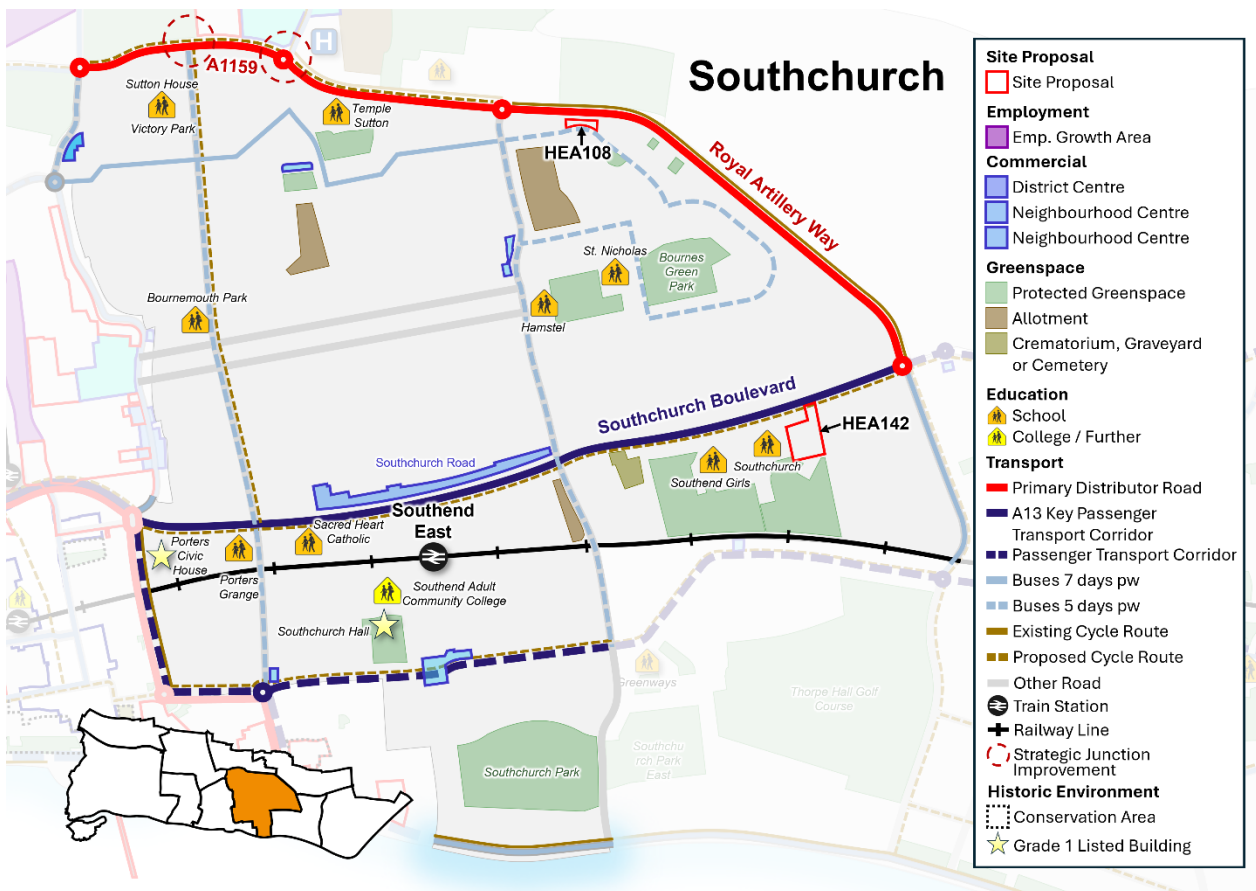 Southchurch
A1159
H
Sutton House
Victory Park
Temple
Sutton
HEA108
Royal Artillery Way
St. Nicholas
Bournes
Green
Park
Bournemouth Park
Hamstel
Southchurch Boulevard
HEA142
Southchurch Road
Southchurch
Southend Girls
Southend
East
Sacred Heart
Catholic
Porters
Civic
House
Porters
Grange
Southend Adult
Community College
Southchurch Hall
Greenways
Thorpe Hall Golf
Course
Southchu
rch Park
East
Southchurch Park
Site Proposal
Site Proposal
Employment
Emp. Growth Area
Commercial
District Centre
Neighbourhood Centre
Neighbourhood Centre
Greenspace
Protected Greenspace
Allotment
Crematorium, Graveyard
or Cemetery
Education
School
College / Further
Transport
Primary Distributor Road
A13 Key Passenger
Transport Corridor
Passenger Transport Corridor
Buses 7 days pw
Buses 5 days pw
Existing Cycle Route
Proposed Cycle Route
Other Road
Train Station
Railway Line
Strategic Junction
Improvement
Historic Environment
Conservation Area
Grade 1 Listed Building